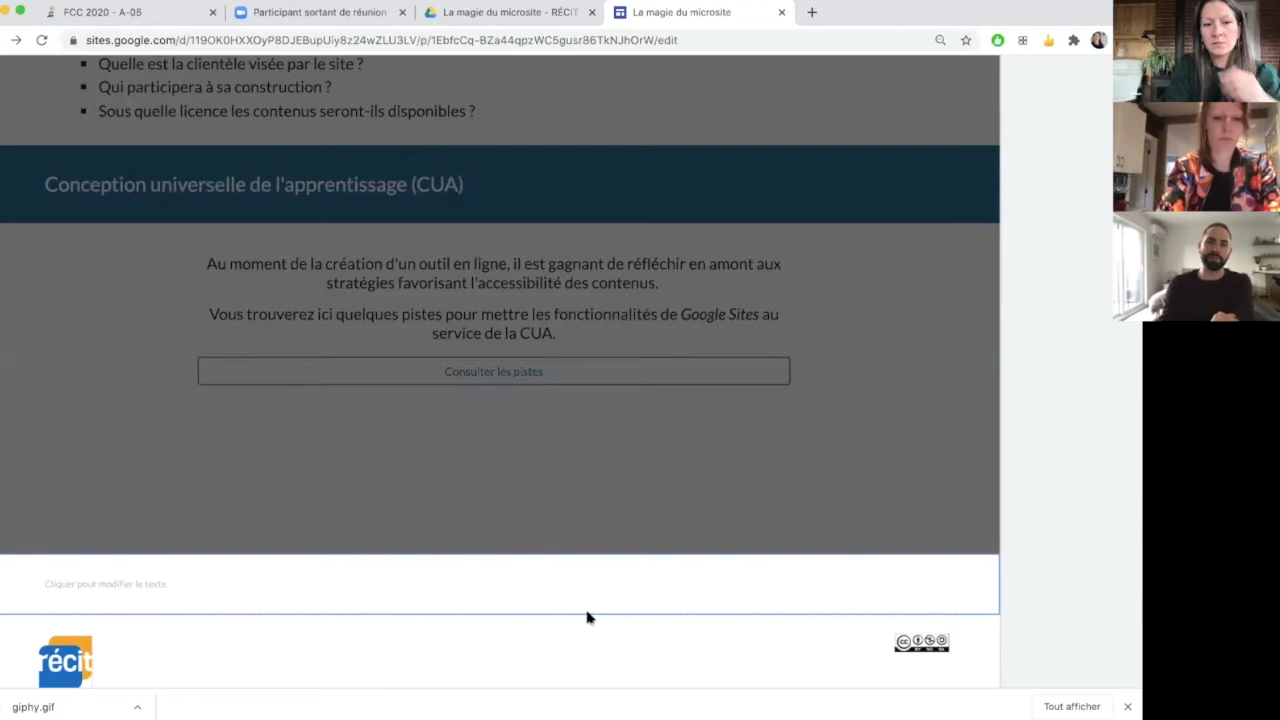 FCC 2020 - A-05
Participant sortant de réunion
La magie du microsite - RÉCIT
La magie du microsite
sites.google.com/d/119OK0HXXOyP8DJEBupUiy8z24wZLU3LV/p/1EbfcCq-BZa44qpzWC5gusr86TkNJhOrW/edit
Quelle est la clientèle visée par le site ?
Qui participera à sa construction ?
Sous quelle licence les contenus seront-ils disponibles ?
Conception universelle de l'apprentissage (CUA)
Au moment de la création d'un outil en ligne, il est gagnant de réfléchir en amont aux
stratégies favorisant l'accessibilité des contenus.
Vous trouverez ici quelques pistes pour mettre les fonctionnalités de Google Sites au
service de la CUA.
Consulter les pistes
Cliquer pour modifier le texte
récit
cc
BY NC SA
giphy.gif
Tout afficher